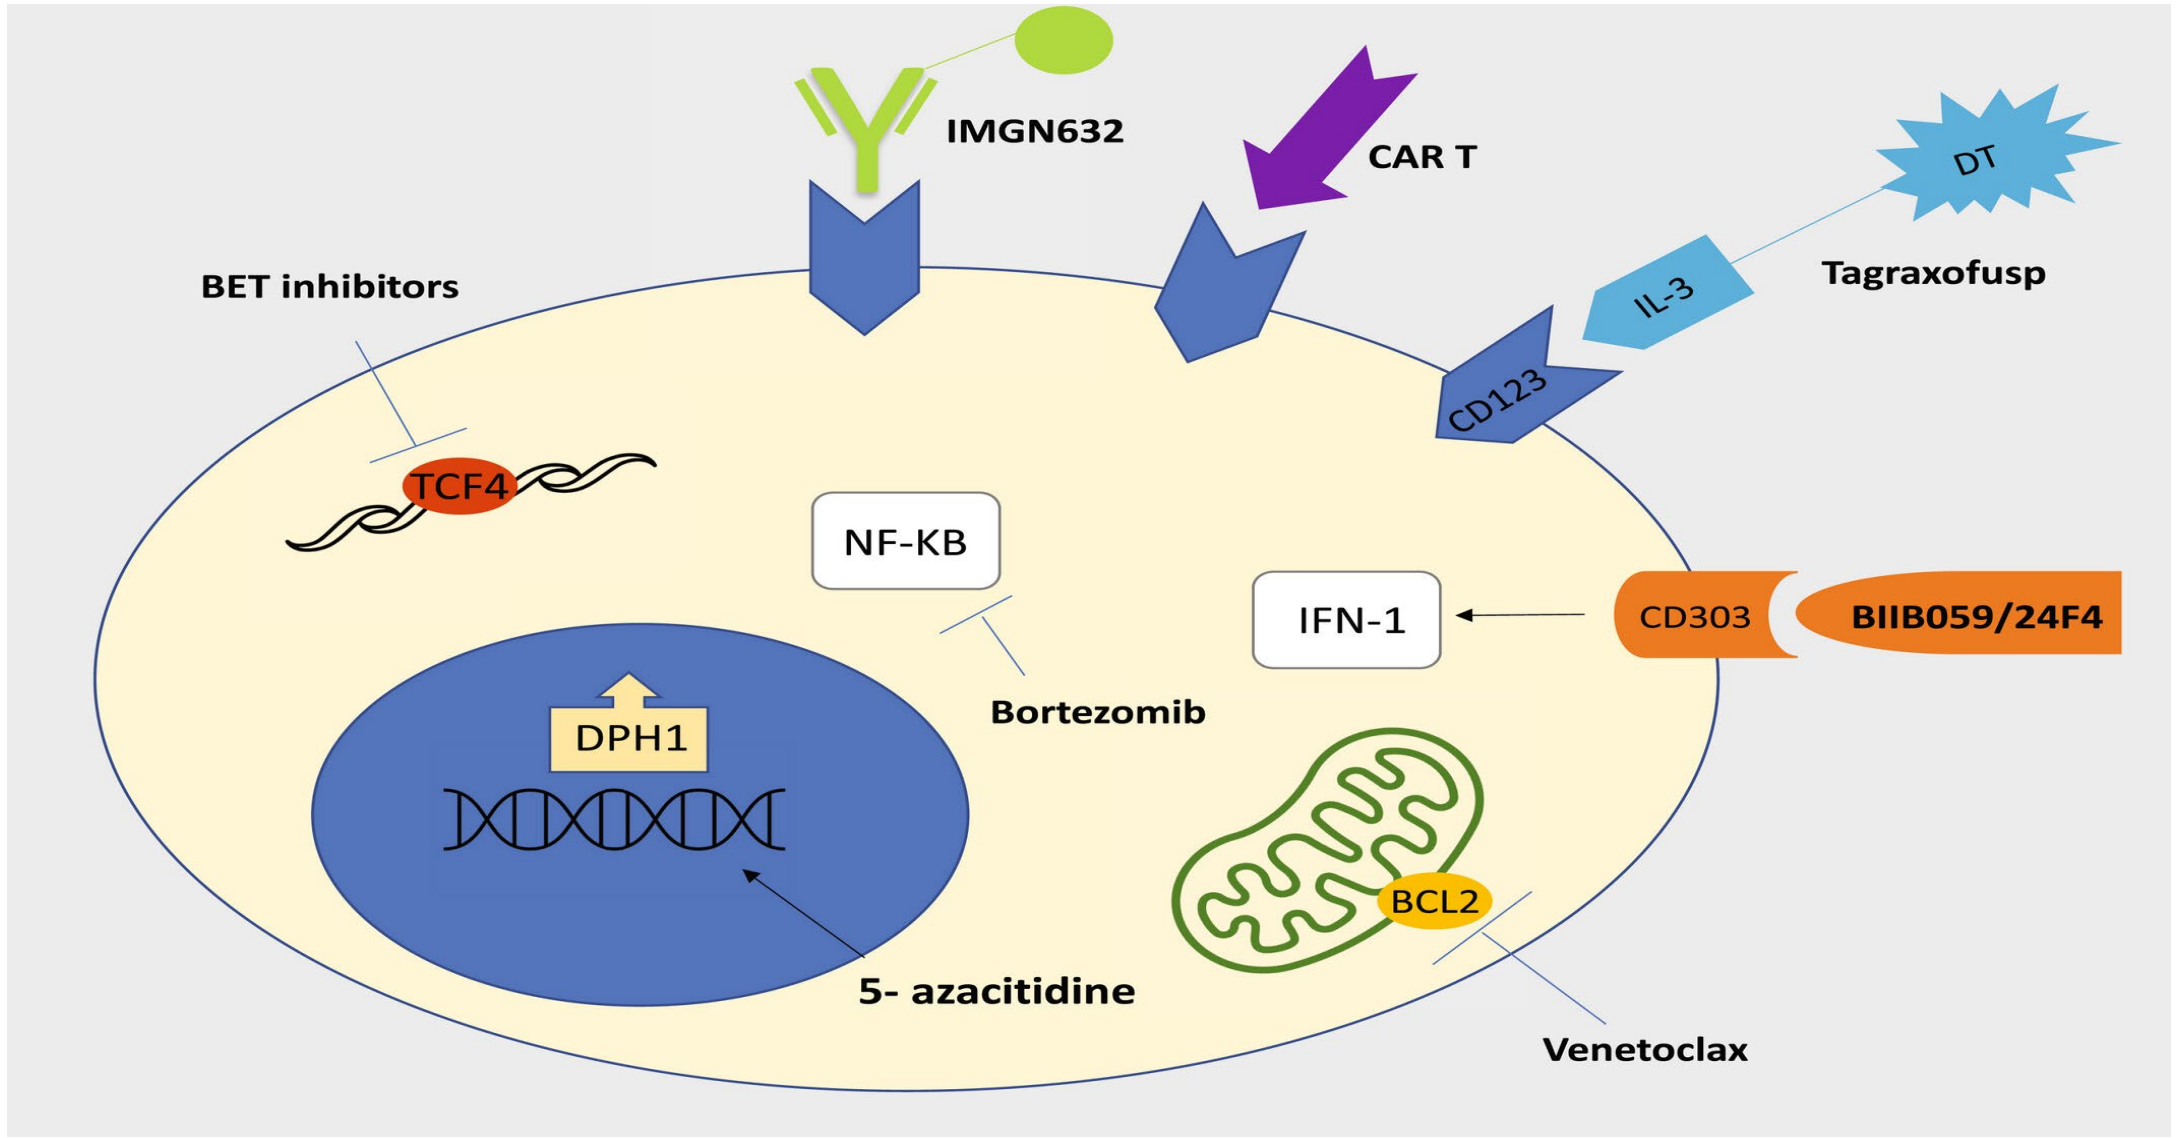 IMGN632
CAR T
DT
Tagraxofusp
IL-3
BET inhibitors
CD123
TCF4
NF-KB
IFN-1
CD303
BIIB059/24F4
Bortezomib
DPH1
BCL2
5- azacitidine
Venetoclax